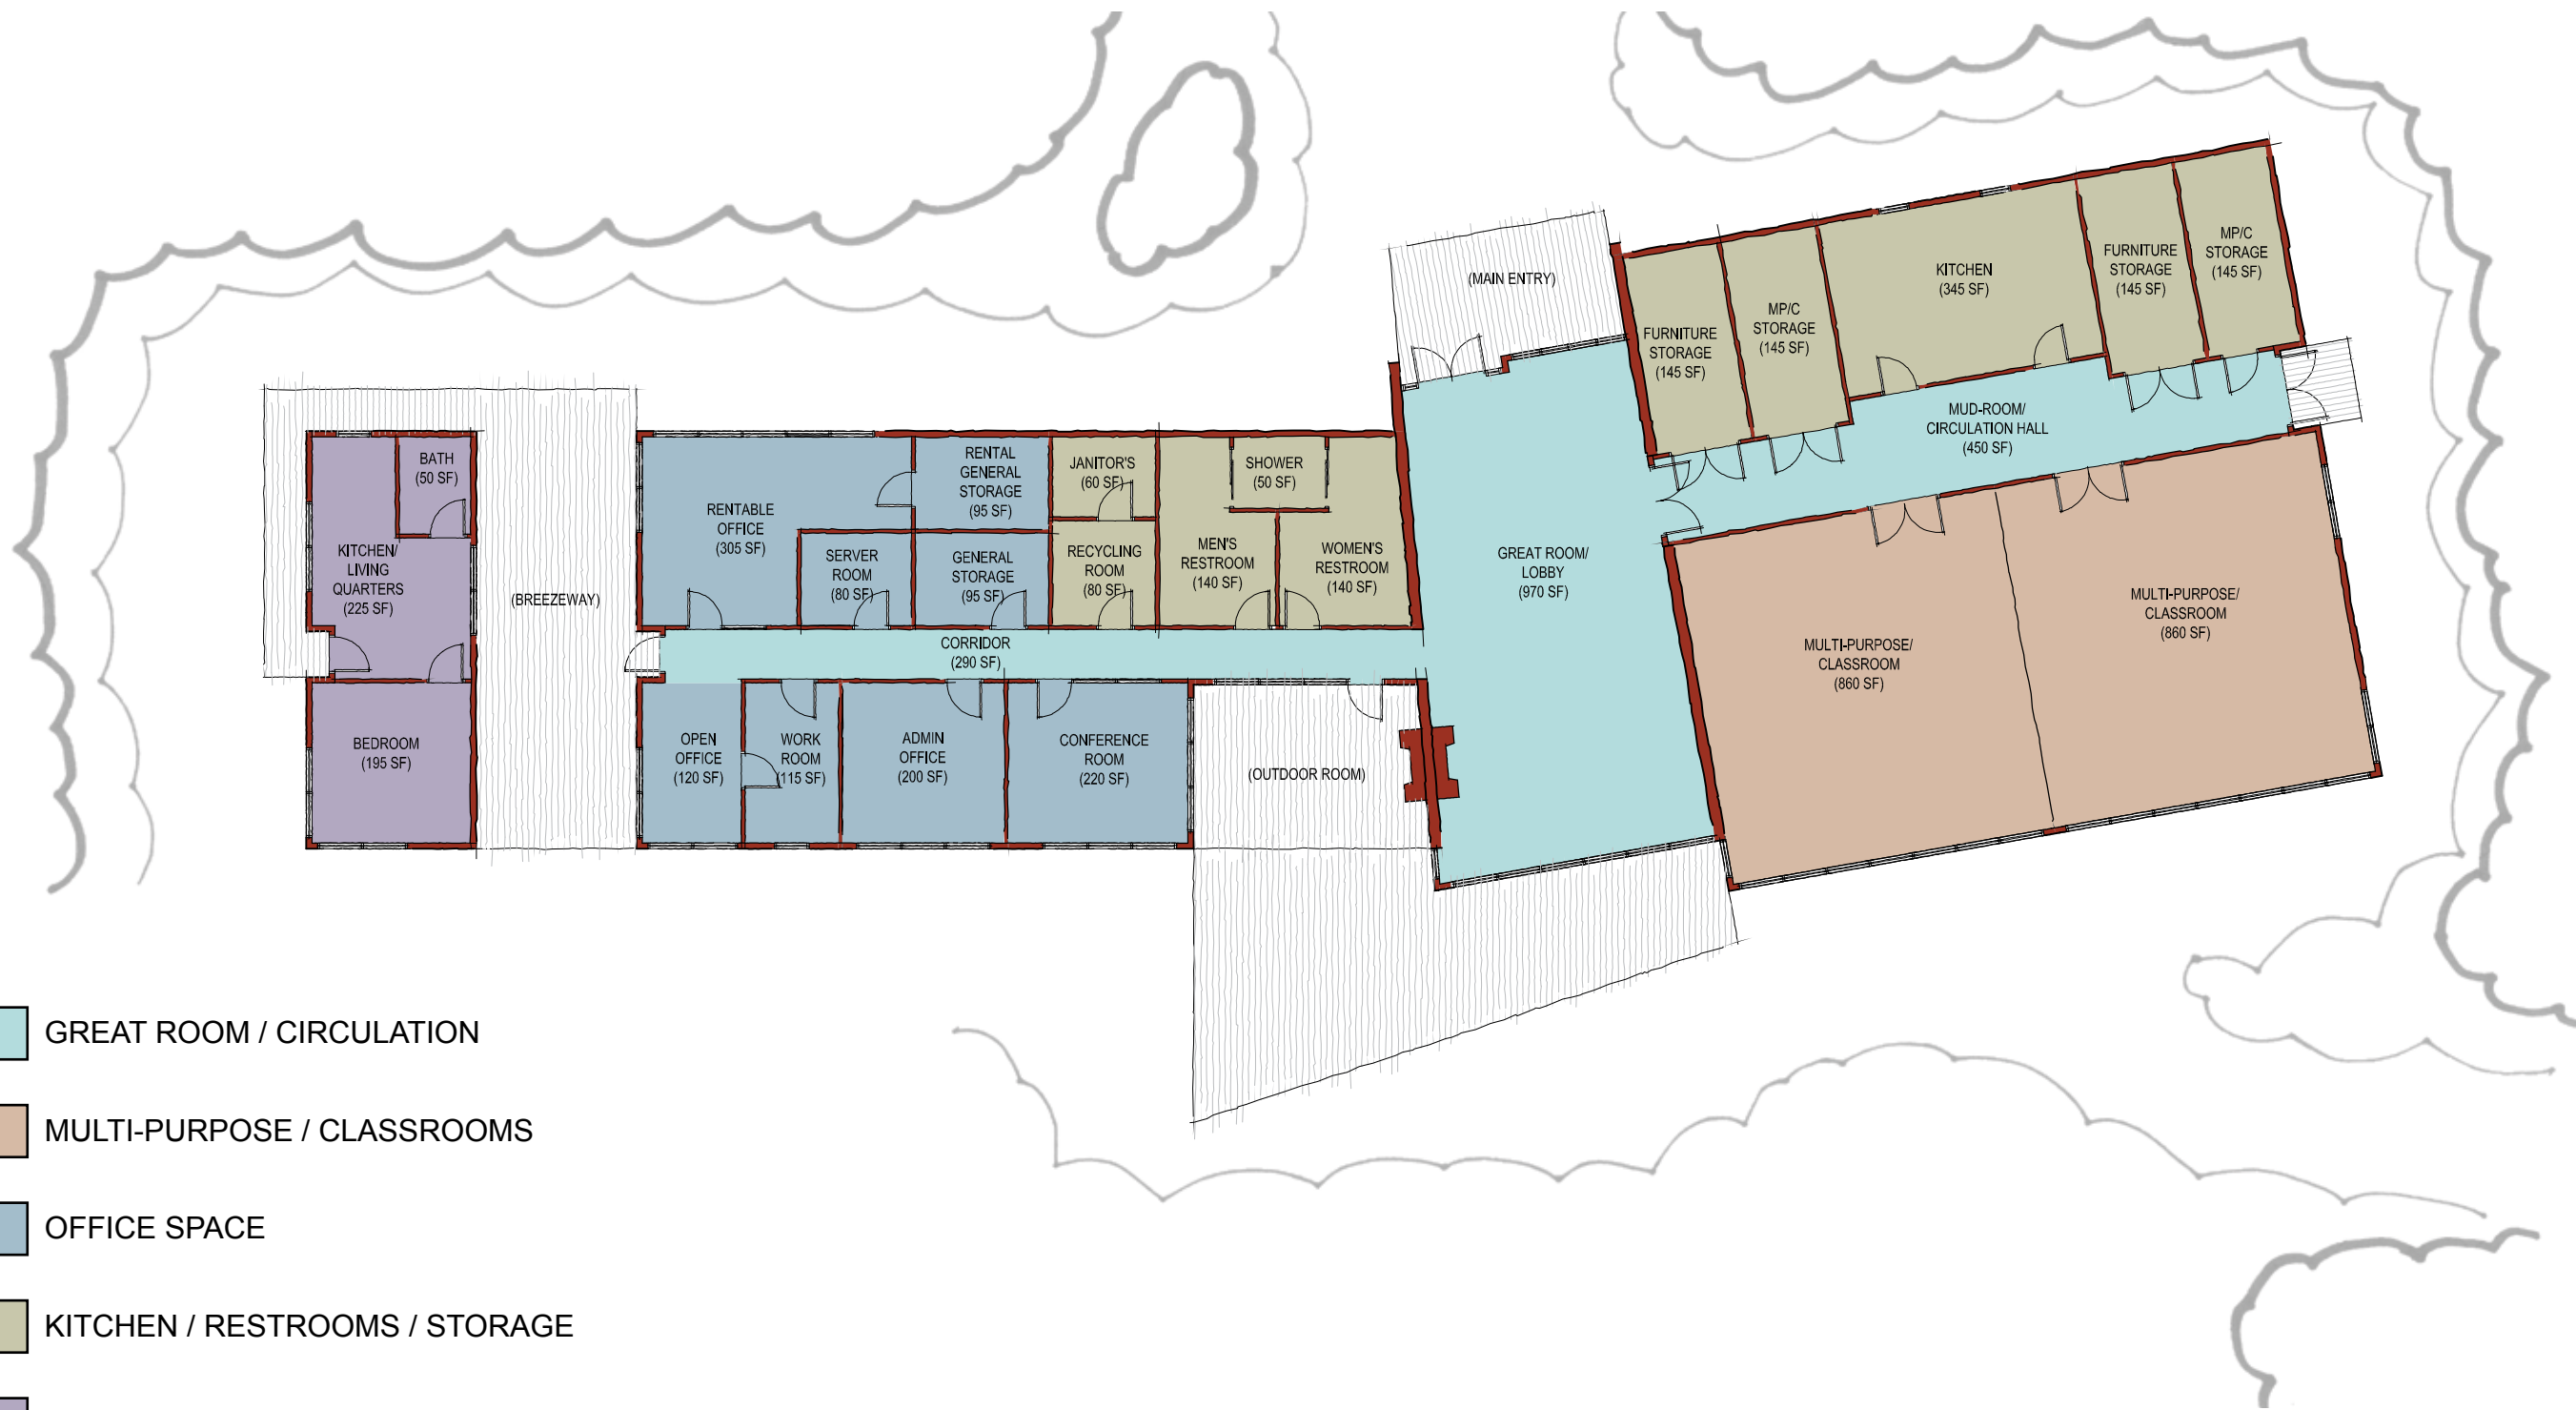 (MAIN ENTRY)
FURNITURE
STORAGE
(145 SF)
MP/C
STORAGE
(145 SF)
KITCHEN
(345 SF)
FURNITURE
STORAGE
(145 SF)
MP/C
STORAGE
(145 SF)
MUD-ROOM/
CIRCULATION HALL
(450 SF)
BATH
(50 SF)
KITCHEN/
LIVING
QUARTERS
(225 SF)
BEDROOM
(195 SF)
(BREEZEWAY)
RENTABLE
OFFICE
(305 SF)
RENTAL
GENERAL
STORAGE
(95 SF)
SERVER
ROOM
(80 SF)
GENERAL
STORAGE
(95 SF)
JANITOR'S
(60 SF)
RECYCLING
ROOM
(80 SF)
SHOWER
(50 SF)
MEN'S
RESTROOM
(140 SF)
WOMEN'S
RESTROOM
(140 SF)
CORRIDOR
(290 SF)
OPEN
OFFICE
(120 SF)
WORK
ROOM
(115 SF)
ADMIN
OFFICE
(200 SF)
CONFERENCE
ROOM
(220 SF)
(OUTDOOR ROOM)
GREAT ROOM/
LOBBY
(970 SF)
MULTI-PURPOSE/
CLASSROOM
(860 SF)
MULTI-PURPOSE/
CLASSROOM
(860 SF)
GREAT ROOM / CIRCULATION
MULTI-PURPOSE / CLASSROOMS
OFFICE SPACE
KITCHEN / RESTROOMS / STORAGE